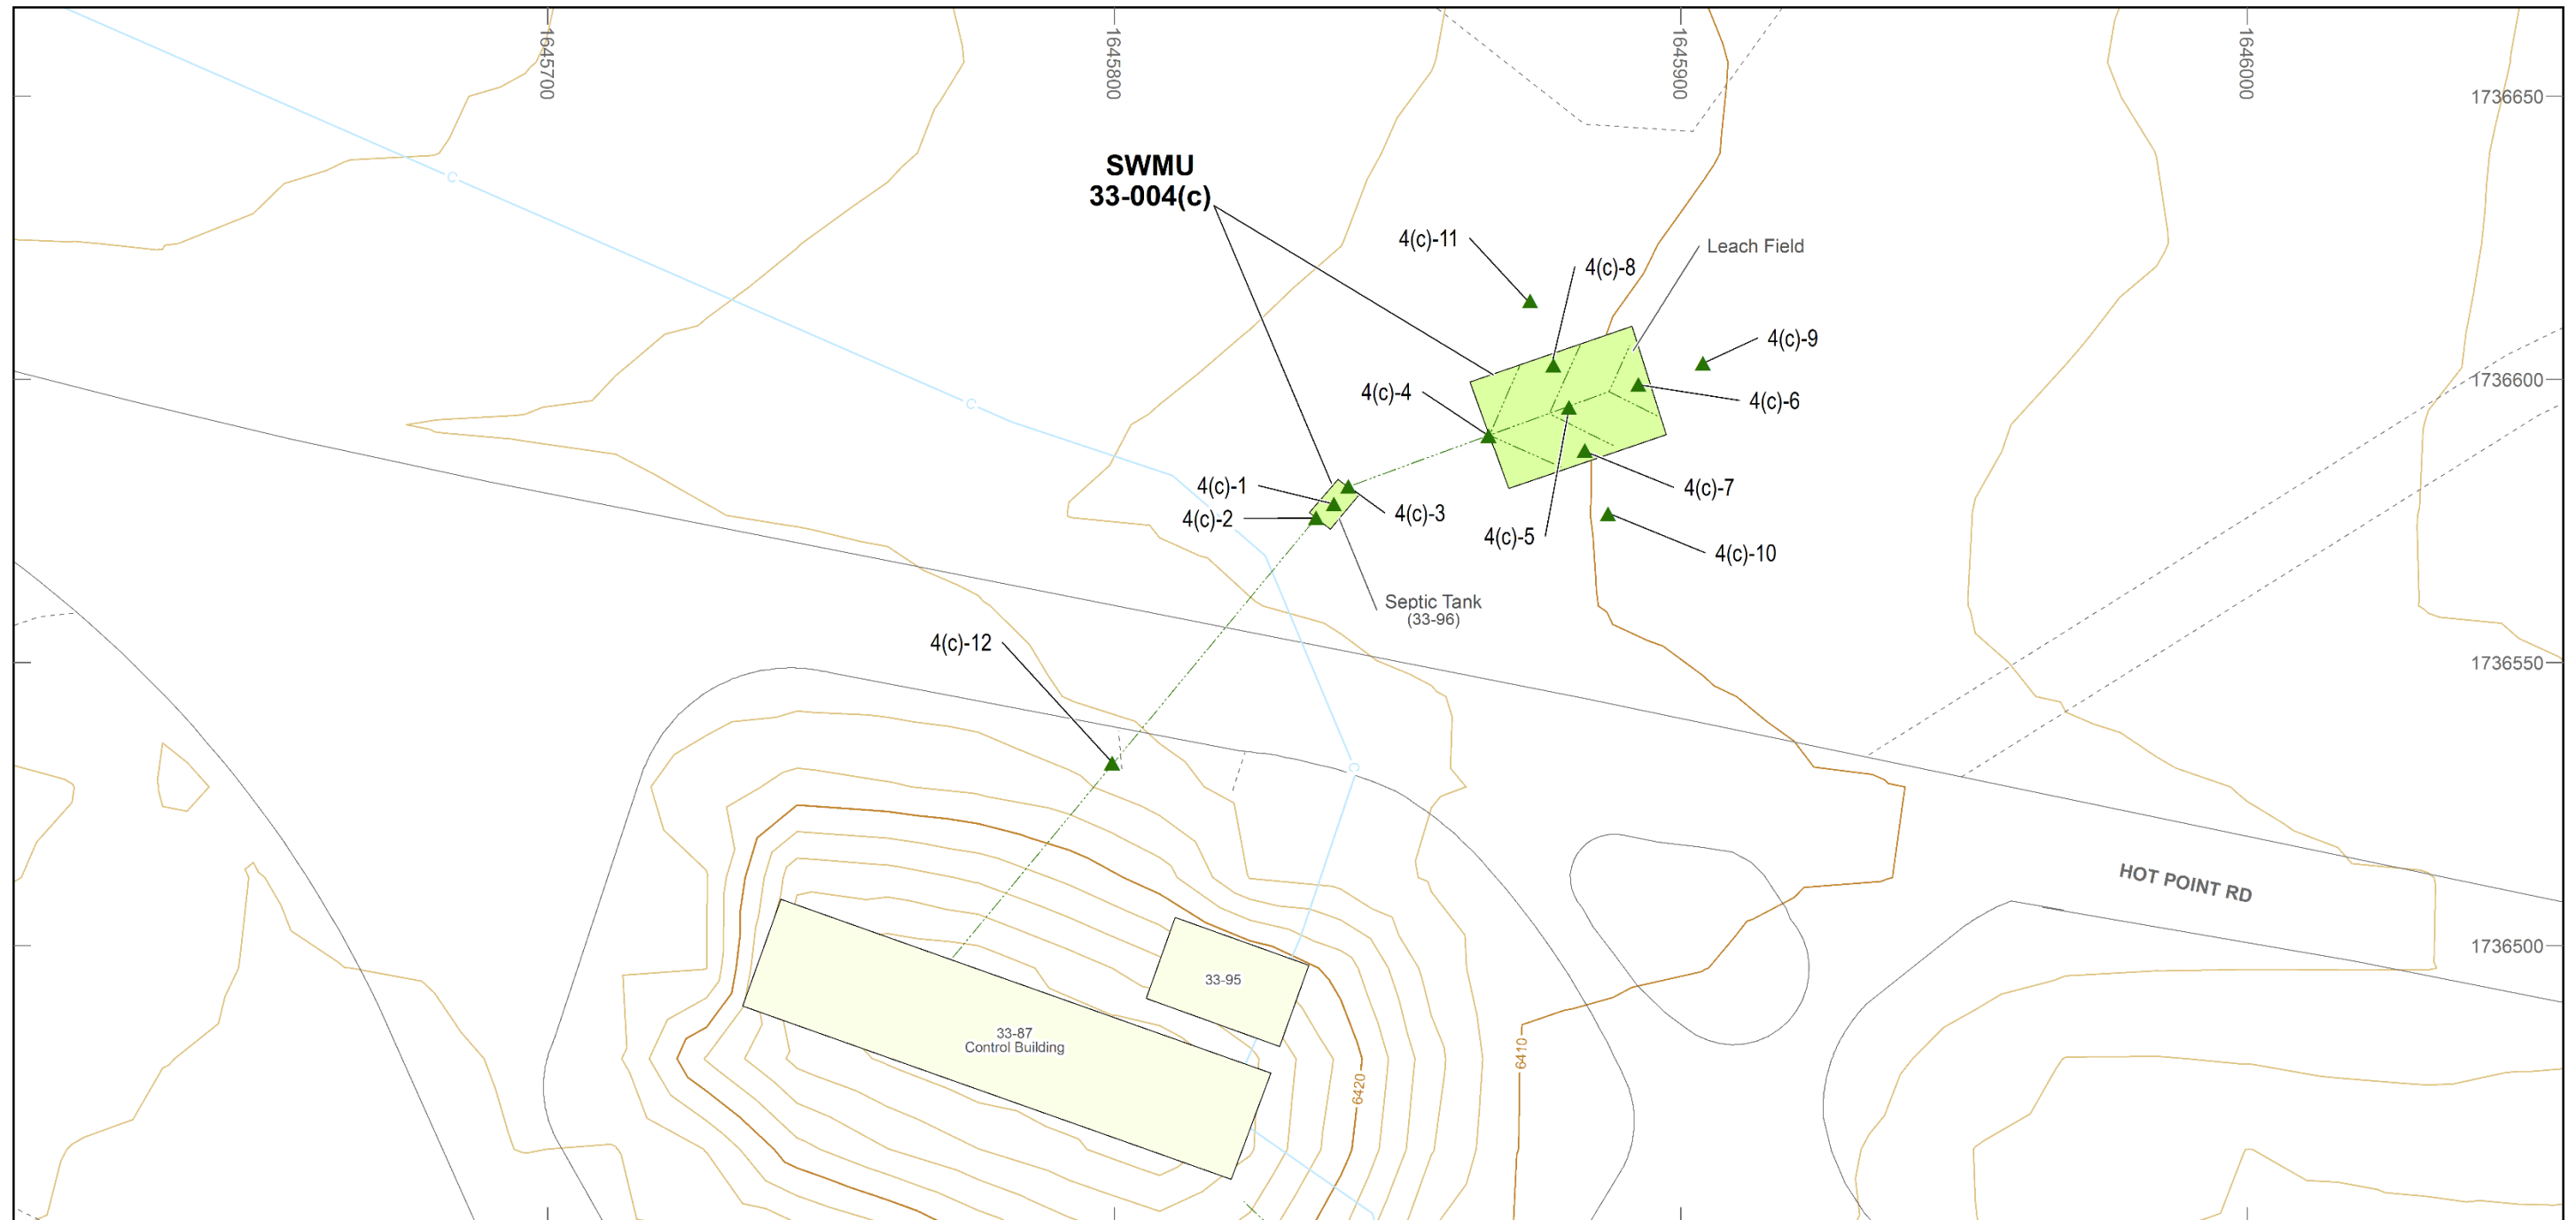 1645700
1645800
1645900
1646000
1736650
SWMU
33-004(c)
C
4(c)-11
Leach Field
4(c)-8
4(c)-9
1736600
4(c)-4
4(c)-6
C
4(c)-1
4(c)-7
4(c)-2
4(c)-3
4(c)-5
4(c)-10
Septic Tank
(33-96)
4(c)-12
1736550
C
HOT POINT RD
1736500
33-95
33-87
Control Building
6410
6420